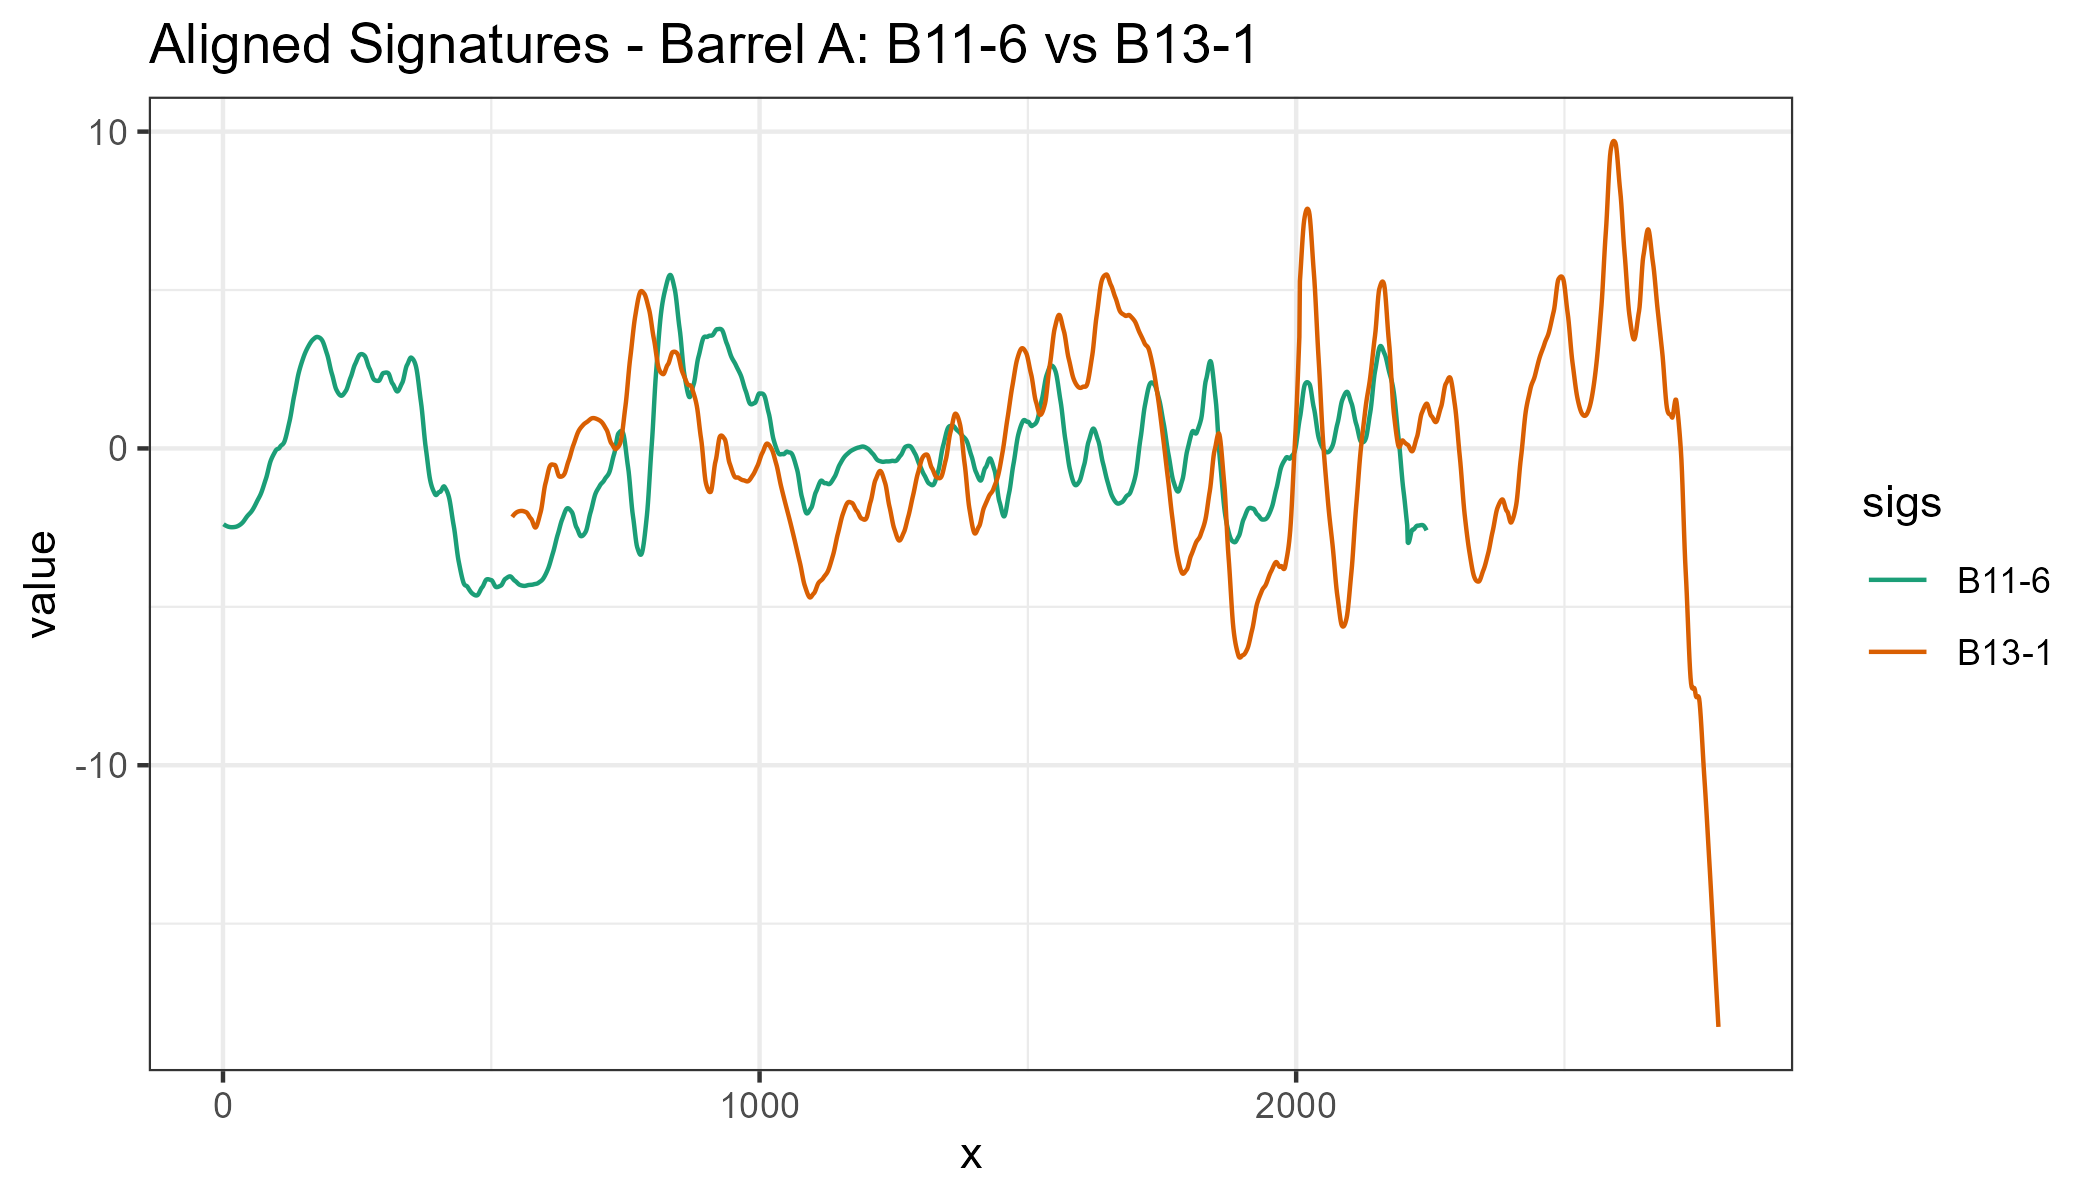 Aligned Signatures - Barrel A: B11-6 vs B13-1
10
0
-10
value
0 1000 2000
x
sigs
B11-6
B13-1